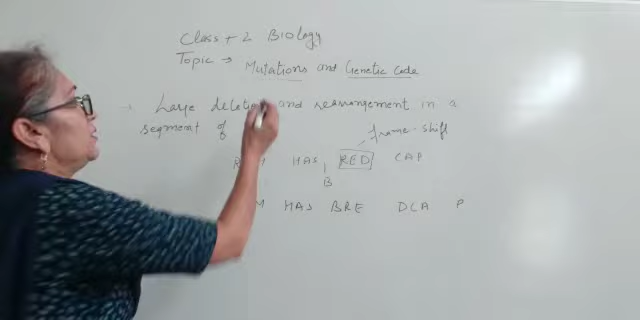 Class + 2 Biology
Topic → Mutations and Genetic Code
→ Large deletion and rearrangement in a
segment of
frame-shift
HAS RED CAP
B
M HAS BRE DCA P